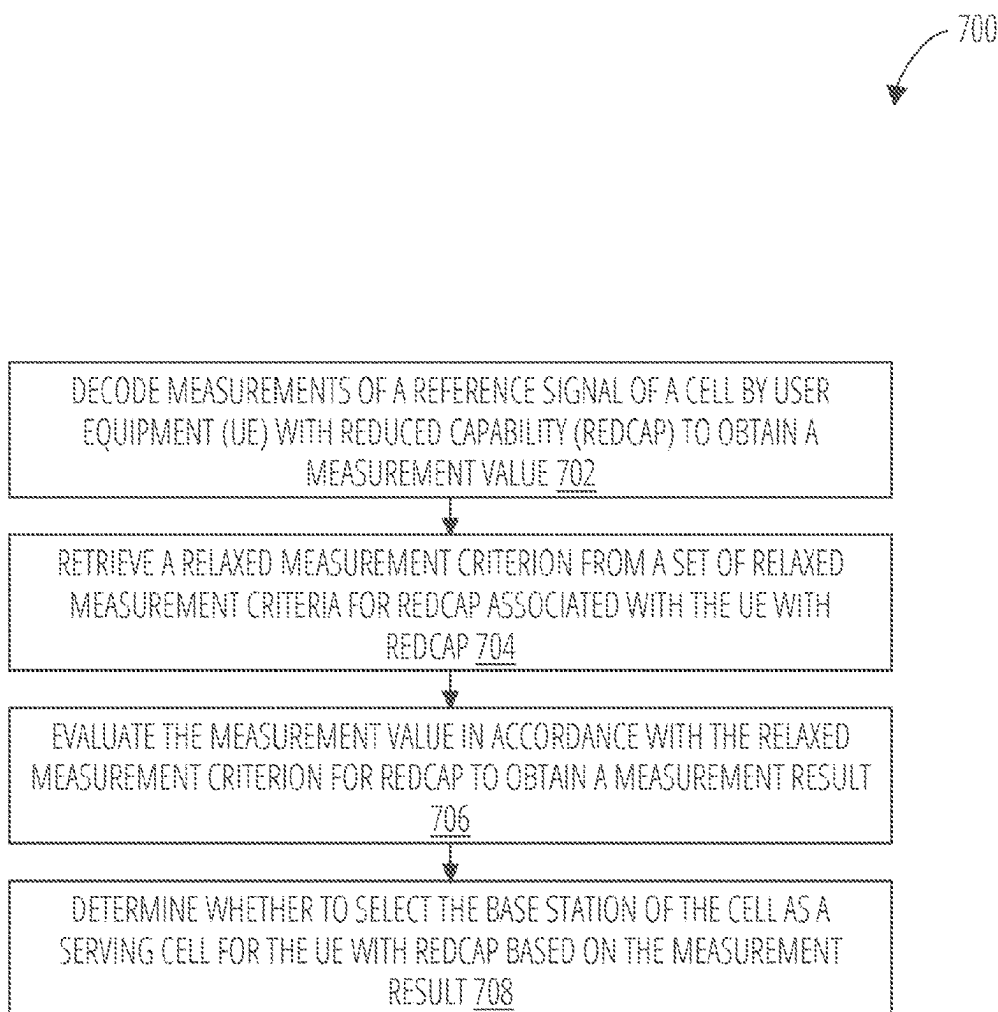 700
DECODE MEASUREMENTS OF A REFERENCE SIGNAL OF A CELL BY USER
EQUIPMENT (UE) WITH REDUCED CAPABILITY (REDCAP) TO OBTAIN A
MEASUREMENT VALUE 702
RETRIEVE A RELAXED MEASUREMENT CRITERION FROM A SET OF RELAXED
MEASUREMENT CRITERIA FOR REDCAP ASSOCIATED WITH THE UE WITH
REDCAP 704
EVALUATE THE MEASUREMENT VALUE IN ACCORDANCE WITH THE RELAXED
MEASUREMENT CRITERION FOR REDCAP TO OBTAIN A MEASUREMENT RESULT
706
DETERMINE WHETHER TO SELECT THE BASE STATION OF THE CELL AS A
SERVING CELL FOR THE UE WITH REDCAP BASED ON THE MEASUREMENT
RESULT 708